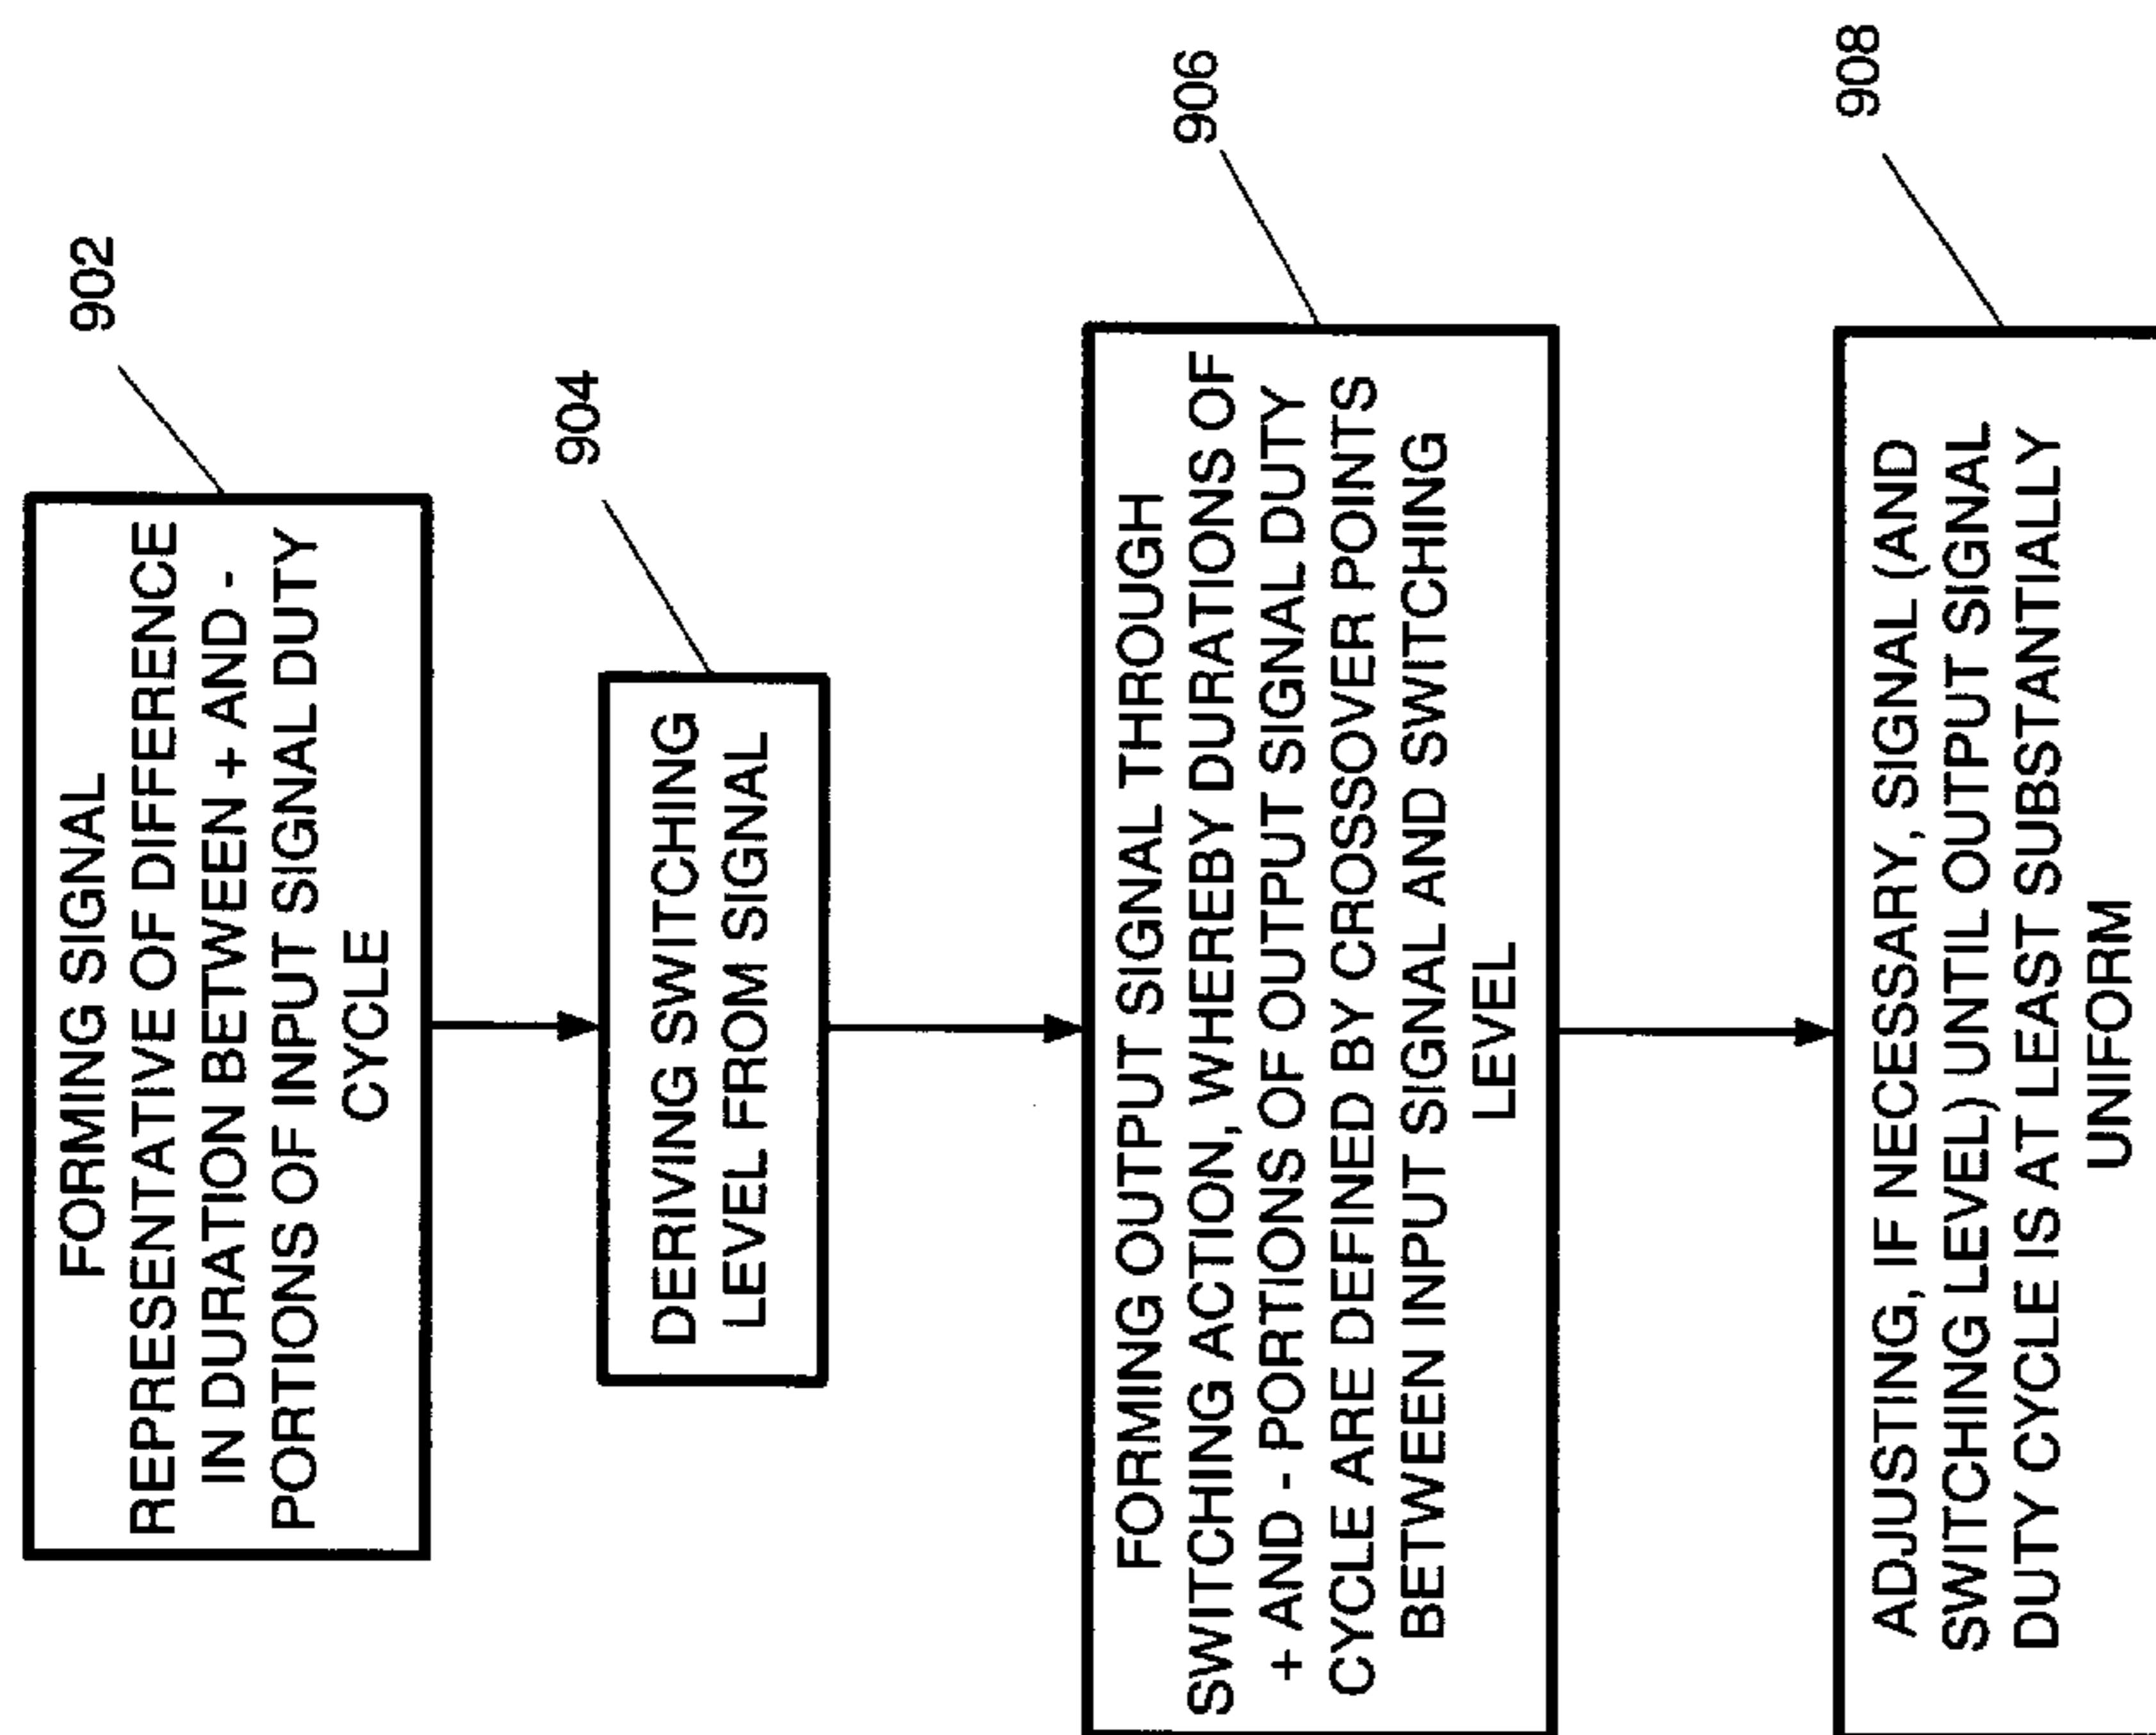 902
FORMING SIGNAL
REPRESENTATIVE OF DIFFERENCE
IN DURATION BETWEEN + AND -
PORTIONS OF INPUT SIGNAL DUTY
CYCLE
904
DERIVING SWITCHING
LEVEL FROM SIGNAL
906
FORMING OUTPUT SIGNAL THROUGH
SWITCHING ACTION, WHEREBY DURATIONS OF
+ AND - PORTIONS OF OUTPUT SIGNAL DUTY
CYCLE ARE DEFINED BY CROSSOVER POINTS
BETWEEN INPUT SIGNAL AND SWITCHING
LEVEL
908
ADJUSTING, IF NECESSARY, SIGNAL (AND
SWITCHING LEVEL) UNTIL OUTPUT SIGNAL
DUTY CYCLE IS AT LEAST SUBSTANTIALLY
UNIFORM